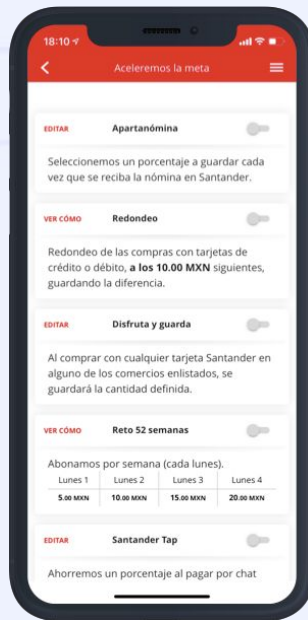 18:10
Aceleremos la meta
EDITAR Apartanómina
Seleccionemos un porcentaje a guardar cada
vez que se reciba la nómina en Santander.
VER CÓMO Redondeo
Redondeo de las compras con tarjetas de
crédito o débito, a los 10.00 MXN siguientes,
guardando la diferencia.
EDITAR Disfruta y guarda
Al comprar con cualquier tarjeta Santander en
alguno de los comercios enlistados, se
guardará la cantidad definida.
VER CÓMO Reto 52 semanas
Abonamos por semana (cada lunes).
Lunes 1 Lunes 2 Lunes 3 Lunes 4
5.00 MXN 10.00 MXN 15.00 MXN 20.00 MXN
EDITAR Santander Tap
Ahorremos un porcentaje al pagar por chat